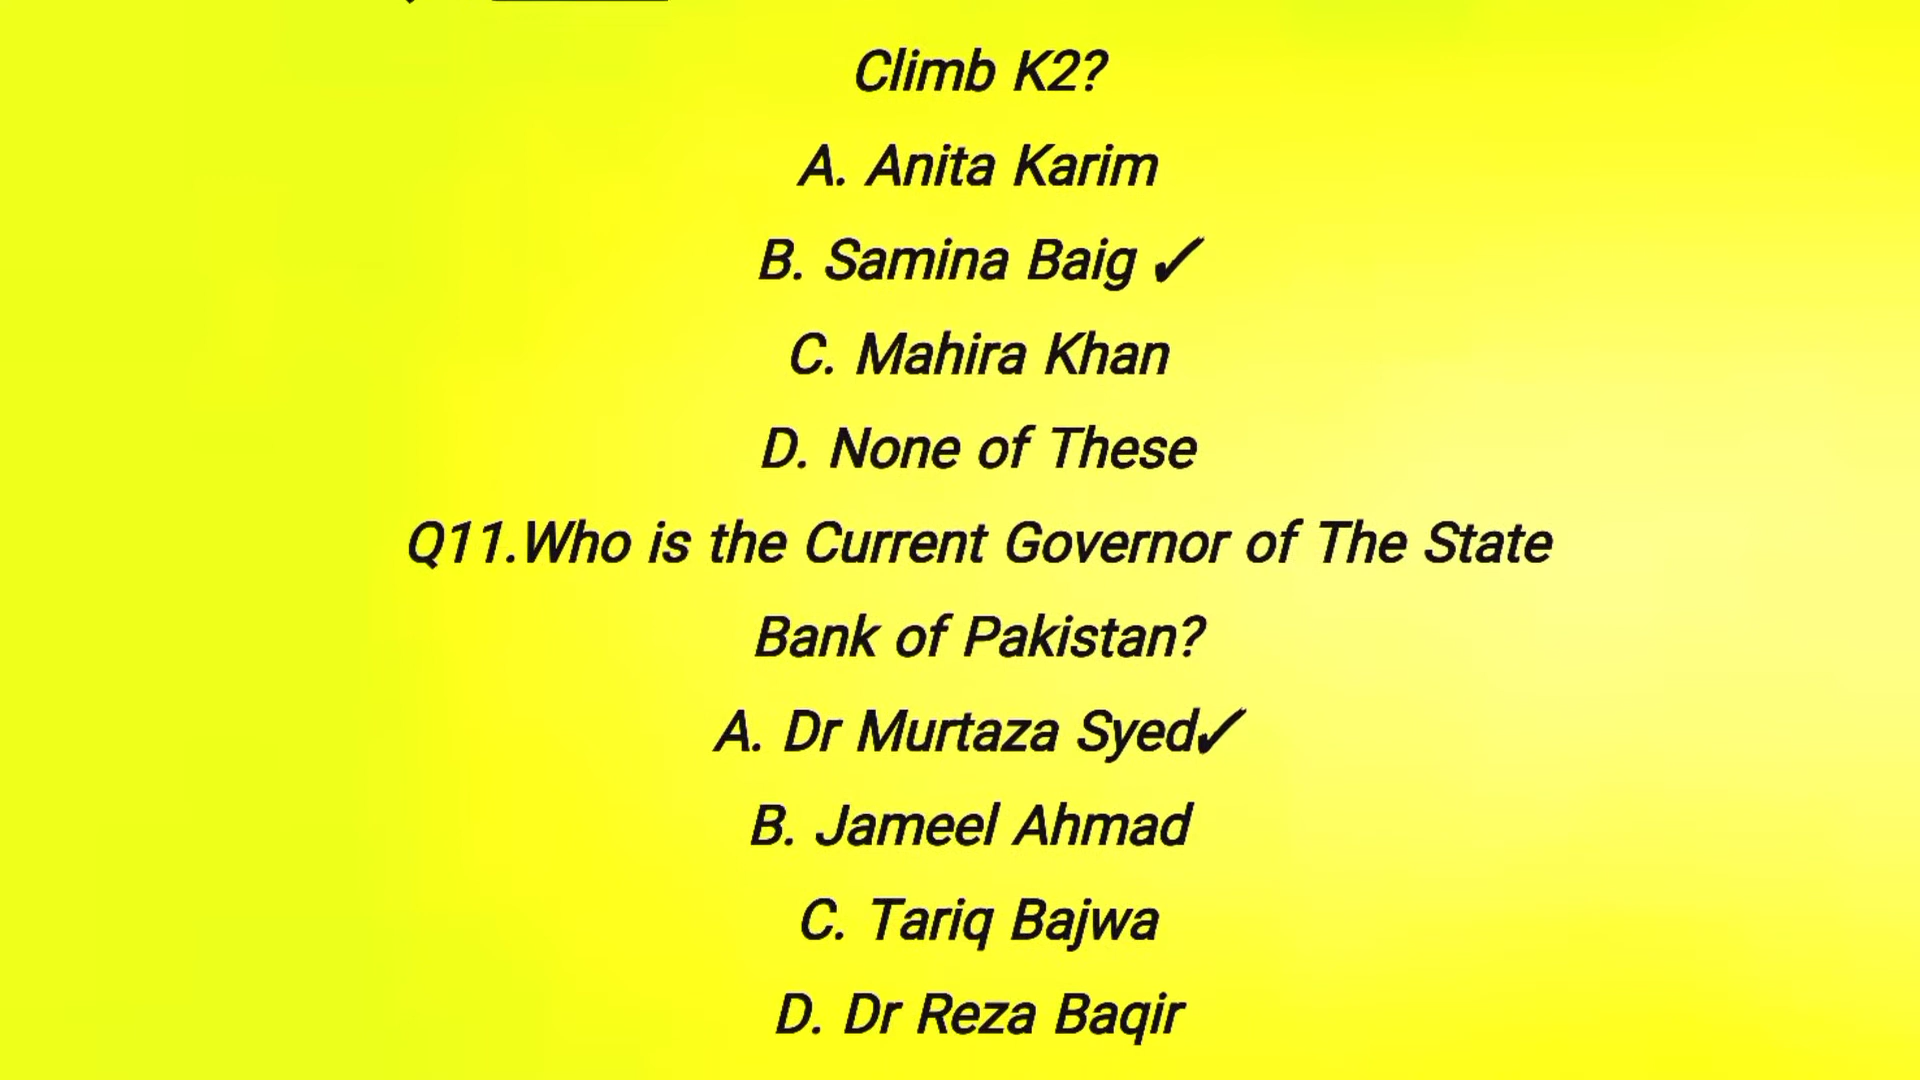 Climb K2?
A. Anita Karim
B. Samina Baig ✓
C. Mahira Khan
D. None of These
Q11.Who is the Current Governor of The State
Bank of Pakistan?
A. Dr Murtaza Syed✓
B. Jameel Ahmad
C. Tariq Bajwa
D. Dr Reza Baqir